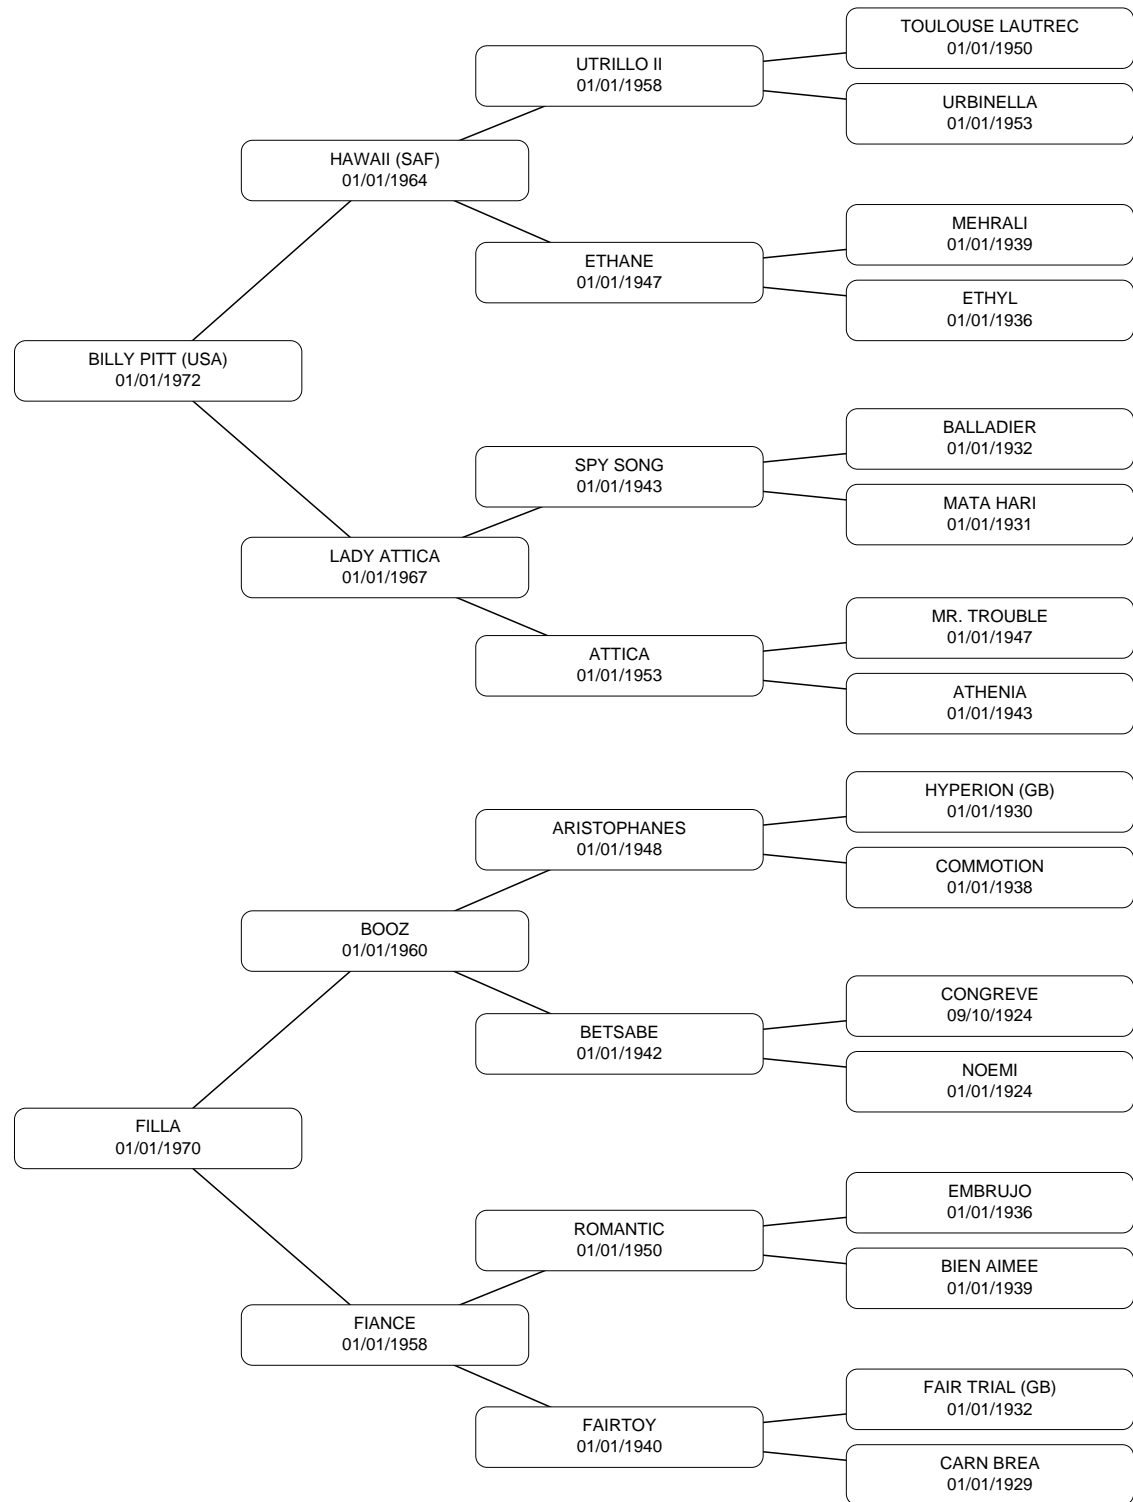 TOULOUSE LAUTREC
01/01/1950
UTRILLO II
01/01/1958
URBINELLA
01/01/1953
HAWAII (SAF)
01/01/1964
MEHRALI
01/01/1939
ETHANE
01/01/1947
ETHYL
01/01/1936
BILLY PITT (USA)
01/01/1972
BALLADIER
01/01/1932
SPY SONG
01/01/1943
MATA HARI
01/01/1931
LADY ATTICA
01/01/1967
MR. TROUBLE
01/01/1947
ATTICA
01/01/1953
ATHENIA
01/01/1943
HYPERION (GB)
01/01/1930
ARISTOPHANES
01/01/1948
COMMOTION
01/01/1938
BOOZ
01/01/1960
CONGREVE
09/10/1924
BETSABE
01/01/1942
NOEMI
01/01/1924
FILLA
01/01/1970
EMBRUJO
01/01/1936
ROMANTIC
01/01/1950
BIEN AIMEE
01/01/1939
FIANCE
01/01/1958
FAIR TRIAL (GB)
01/01/1932
FAIRTOY
01/01/1940
CARN BREA
01/01/1929